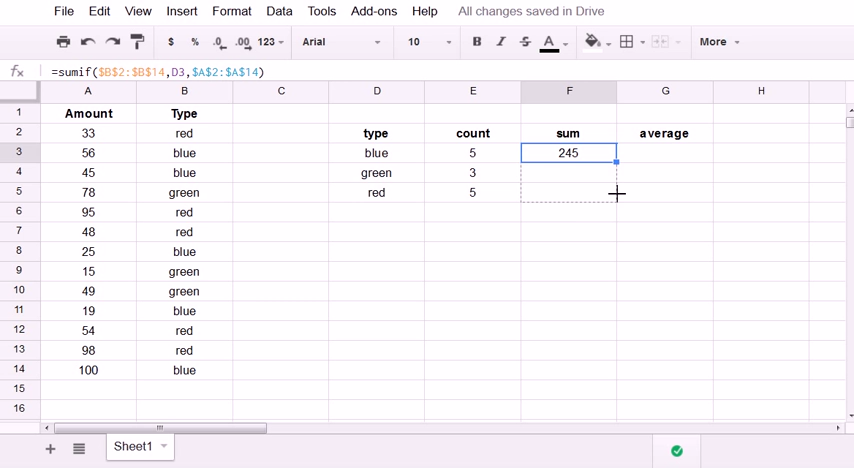 File Edit View Insert Format Data Tools Add-ons Help All changes saved in Drive
$ % .0 .00 123 Arial 10 B I S A More
fx =sumif($B$2:$B$14,D3,$A$2:$A$14)
A B C D E F G H
1 Amount Type
2 33 red type count sum average
3 56 blue blue 5 245
4 45 blue green 3
5 78 green red 5
6 95 red
7 48 red
8 25 blue
9 15 green
10 49 green
11 19 blue
12 54 red
13 98 red
14 100 blue
15
16
Sheet1